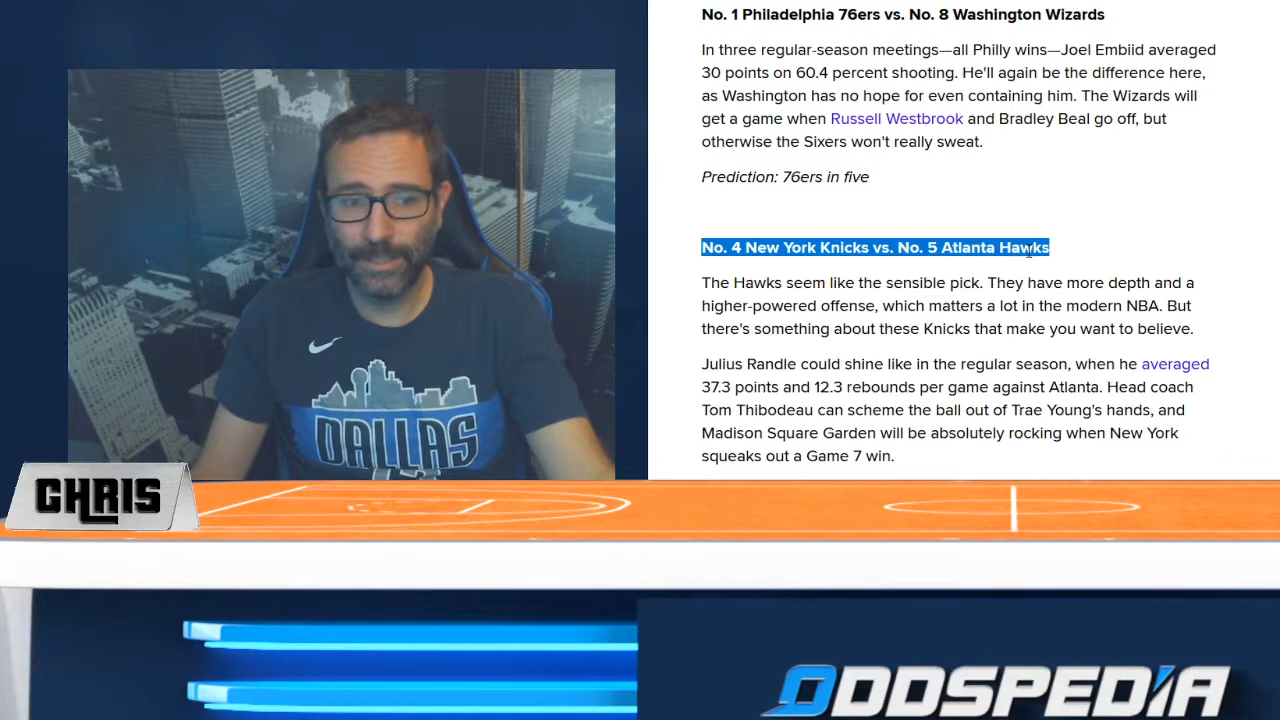 No. 1 Philadelphia 76ers vs. No. 8 Washington Wizards
In three regular-season meetings—all Philly wins—Joel Embiid averaged
30 points on 60.4 percent shooting. He'll again be the difference here,
as Washington has no hope for even containing him. The Wizards will
get a game when Russell Westbrook and Bradley Beal go off, but
otherwise the Sixers won't really sweat.
Prediction: 76ers in five
No. 4 New York Knicks vs. No. 5 Atlanta Hawks
The Hawks seem like the sensible pick. They have more depth and a
higher-powered offense, which matters a lot in the modern NBA. But
there's something about these Knicks that make you want to believe.
Julius Randle could shine like in the regular season, when he averaged
37.3 points and 12.3 rebounds per game against Atlanta. Head coach
Tom Thibodeau can scheme the ball out of Trae Young's hands, and
Madison Square Garden will be absolutely rocking when New York
squeaks out a Game 7 win.
DALLAS
CHRIS
ODDSPEDIA